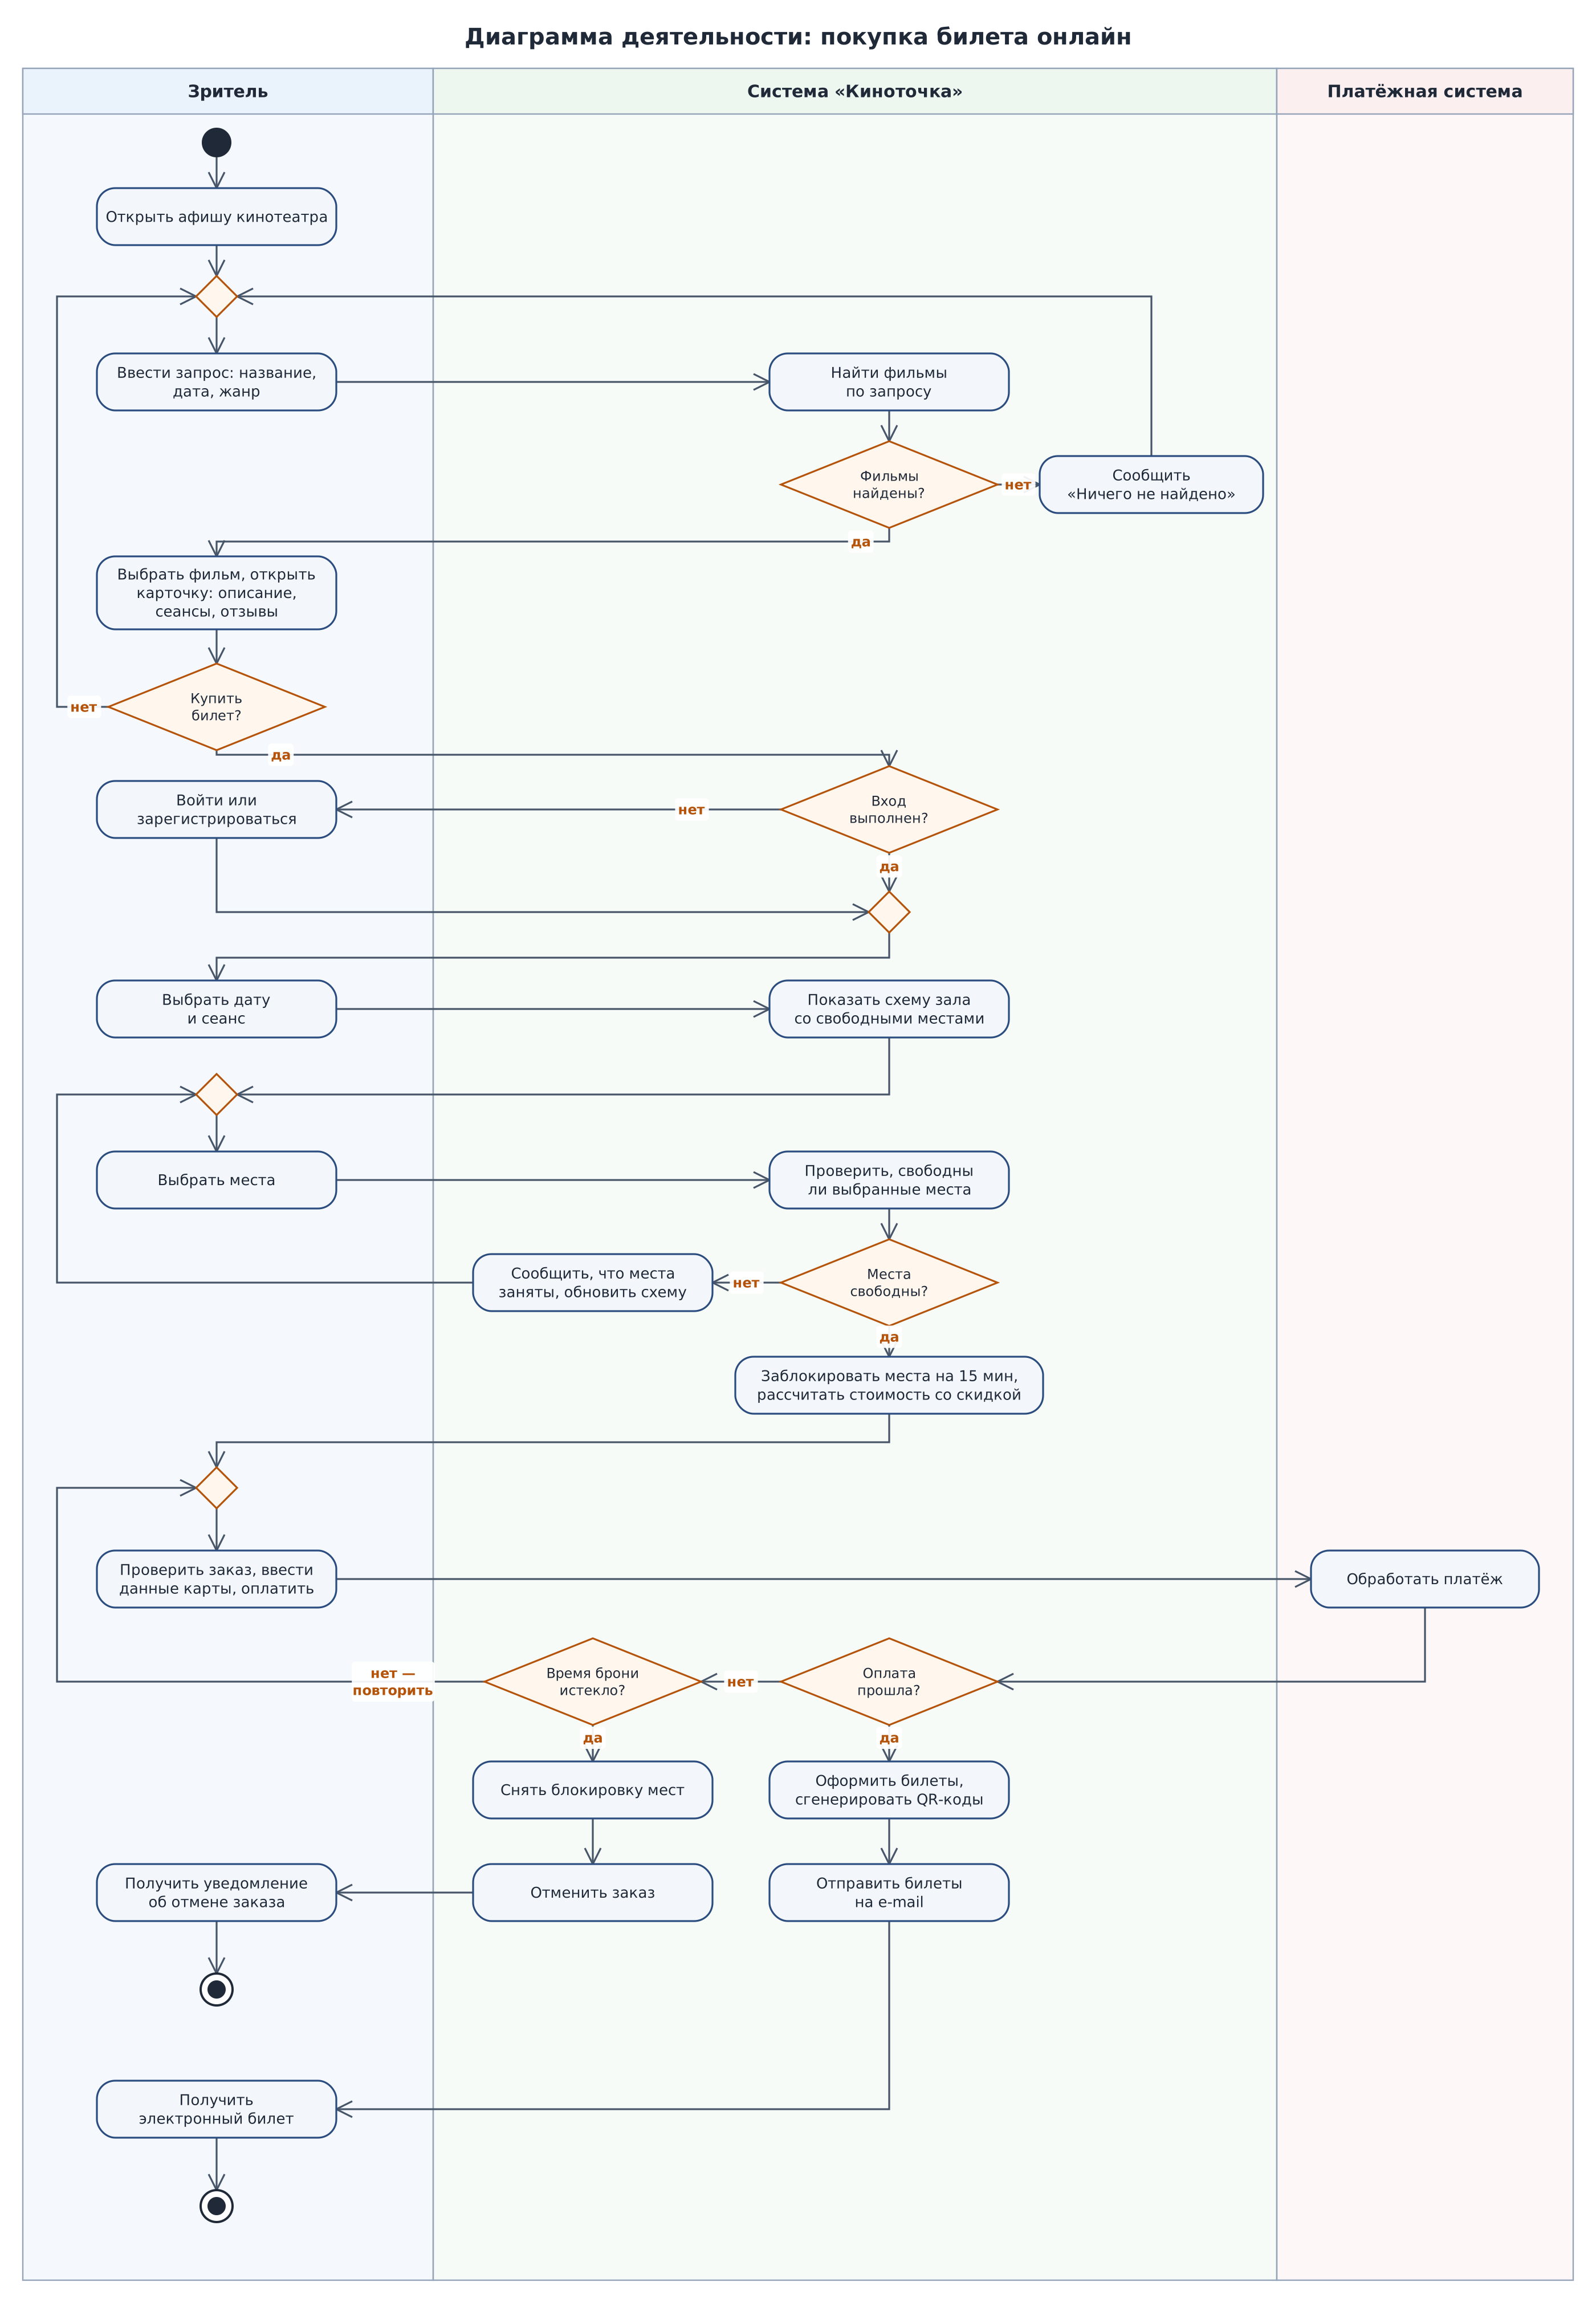 Диаграмма деятельности: покупка билета онлайн
Зритель
Система «Киноточка»
Платёжная система
Открыть афишу кинотеатра
Ввести запрос: название,
дата, жанр
Найти фильмы
по запросу
Фильмы
найдены?
нет
Сообщить
«Ничего не найдено»
да
Выбрать фильм, открыть
карточку: описание,
сеансы, отзывы
Купить
билет?
нет
да
Войти или
зарегистрироваться
нет
Вход
выполнен?
да
Выбрать дату
и сеанс
Показать схему зала
со свободными местами
Выбрать места
Проверить, свободны
ли выбранные места
Сообщить, что места
заняты, обновить схему
нет
Места
свободны?
да
Заблокировать места на 15 мин,
рассчитать стоимость со скидкой
Проверить заказ, ввести
данные карты, оплатить
Обработать платёж
нет —
повторить
Время брони
истекло?
нет
Оплата
прошла?
да
да
Снять блокировку мест
Оформить билеты,
сгенерировать QR-коды
Получить уведомление
об отмене заказа
Отменить заказ
Отправить билеты
на e-mail
Получить
электронный билет